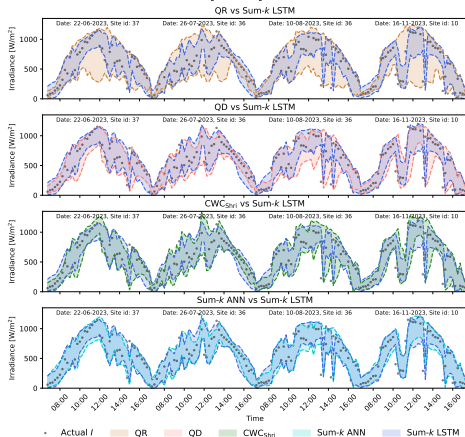 QR vs Sum-k LSTM
Date: 22-06-2023, Site id: 37 Date: 26-07-2023, Site id: 36 Date: 10-08-2023, Site id: 36 Date: 16-11-2023, Site id: 10
Irradiance [W/m²]
1000
500
0
QD vs Sum-k LSTM
Date: 22-06-2023, Site id: 37 Date: 26-07-2023, Site id: 36 Date: 10-08-2023, Site id: 36 Date: 16-11-2023, Site id: 10
Irradiance [W/m²]
1000
500
0
CWCShri vs Sum-k LSTM
Date: 22-06-2023, Site id: 37 Date: 26-07-2023, Site id: 36 Date: 10-08-2023, Site id: 36 Date: 16-11-2023, Site id: 10
Irradiance [W/m²]
1000
500
0
Sum-k ANN vs Sum-k LSTM
Date: 22-06-2023, Site id: 37 Date: 26-07-2023, Site id: 36 Date: 10-08-2023, Site id: 36 Date: 16-11-2023, Site id: 10
Irradiance [W/m²]
1000
500
0
08:00 10:00 12:00 14:00 16:00 08:00 10:00 12:00 14:00 16:00 08:00 10:00 12:00 14:00 16:00 08:00 10:00 12:00 14:00 16:00
Time
Actual I QR QD CWCShri Sum-k ANN Sum-k LSTM